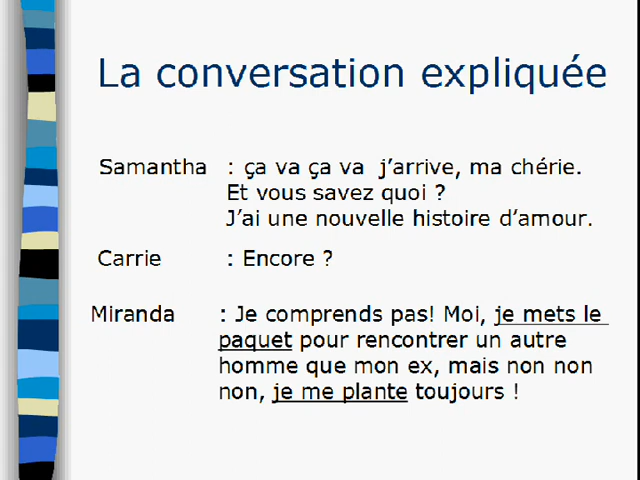 La conversation expliquée
Samantha : ça va ça va j’arrive, ma chérie.
Et vous savez quoi ?
J’ai une nouvelle histoire d’amour.
Carrie : Encore ?
Miranda : Je comprends pas! Moi, je mets le
paquet pour rencontrer un autre
homme que mon ex, mais non non
non, je me plante toujours !